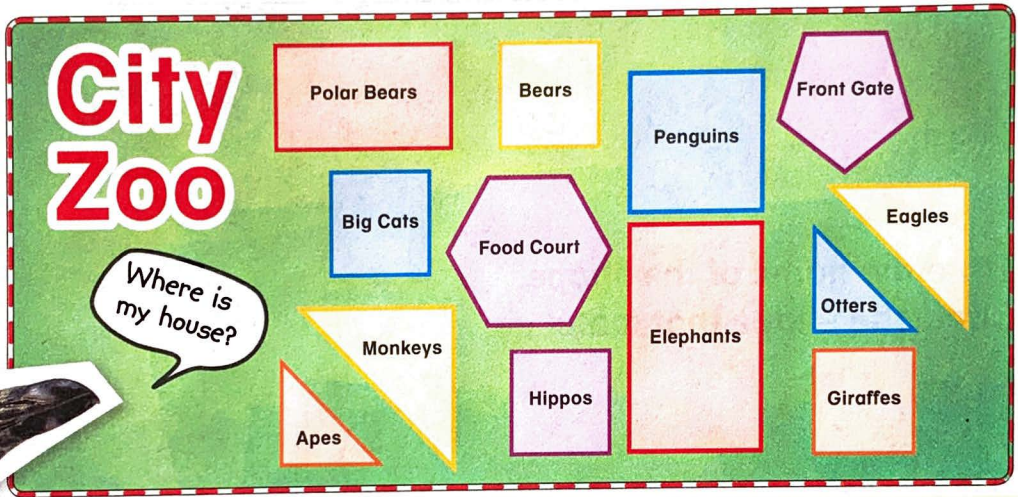 City
Zoo
Polar Bears
Bears
Penguins
Front Gate
Big Cats
Food Court
Eagles
Where is
my house?
Otters
Elephants
Monkeys
Hippos
Giraffes
Apes